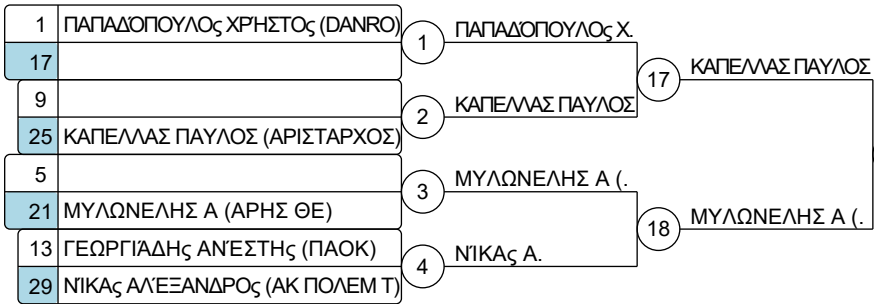 1 ΠΑΠΑΔΌΠΟΥΛΟς ΧΡΉΣΤΟς (DANRO)
17
9
25 ΚΑΠΕΛΛΑΣ ΠΑΥΛΟΣ (ΑΡΙΣΤΑΡΧΟΣ)
5
21 ΜΥΛΩΝΕΛΗΣ Α (ΑΡΗΣ ΘΕ)
13 ΓΕΩΡΓΙΆΔΗς ΑΝΈΣΤΗς (ΠΑΟΚ)
29 ΝΊΚΑς ΑΛΈΞΑΝΔΡΟς (ΑΚ ΠΟΛΕΜ Τ)
1 ΠΑΠΑΔΌΠΟΥΛΟς Χ.
2 ΚΑΠΕΛΛΑΣ ΠΑΥΛΟΣ
3 ΜΥΛΩΝΕΛΗΣ Α (.
4 ΝΊΚΑς Α.
17 ΚΑΠΕΛΛΑΣ ΠΑΥΛΟΣ
18 ΜΥΛΩΝΕΛΗΣ Α (.